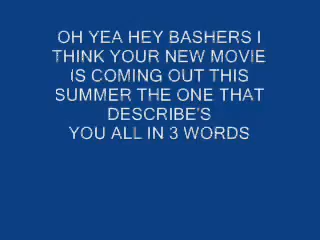 OH YEA HEY BASHERS I
THINK YOUR NEW MOVIE
IS COMING OUT THIS
SUMMER THE ONE THAT
DESCRIBE'S
YOU ALL IN 3 WORDS